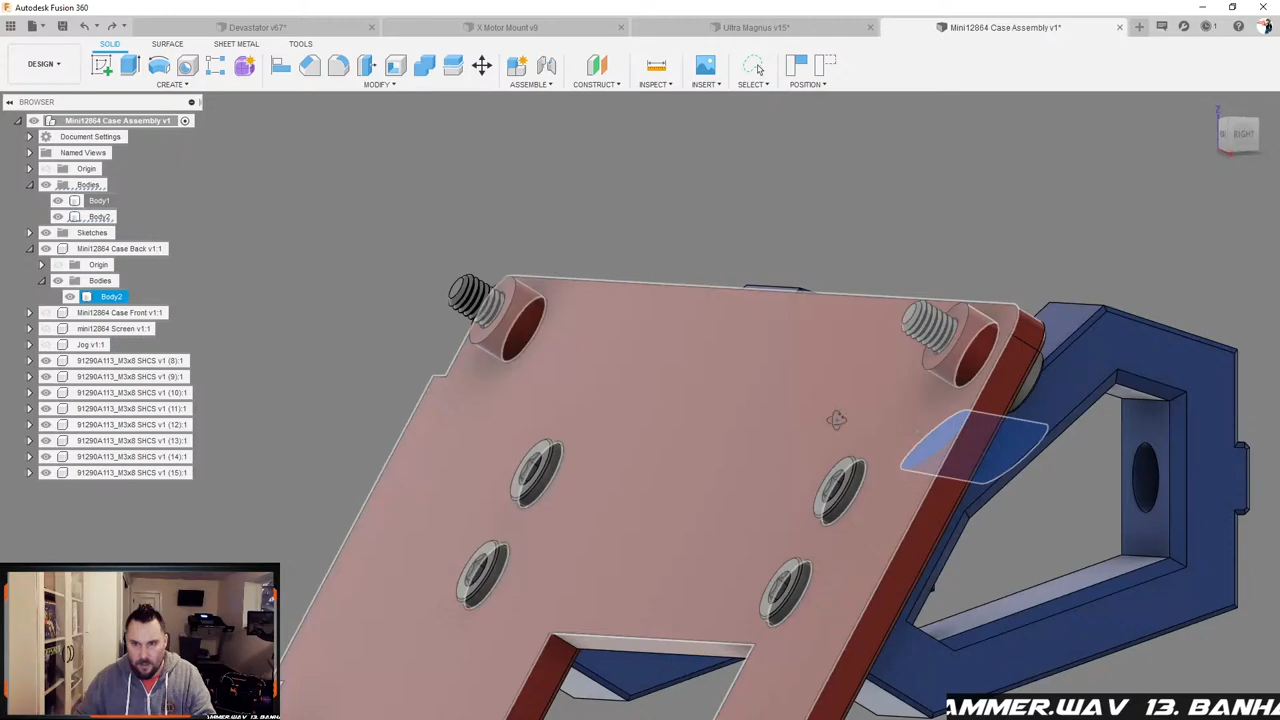 Autodesk Fusion 360
Devastator v67*
X Motor Mount v9
Ultra Magnus v15*
Mini12864 Case Assembly v1*
1
SOLID
SURFACE
SHEET METAL
TOOLS
DESIGN
CREATE
MODIFY
ASSEMBLE
CONSTRUCT
INSPECT
INSERT
SELECT
POSITION
BROWSER
Mini12864 Case Assembly v1
Document Settings
Named Views
Origin
Bodies
Body1
Body2
Sketches
Mini12864 Case Back v1:1
Origin
Bodies
Body2
Mini12864 Case Front v1:1
mini12864 Screen v1:1
Jog v1:1
91290A113_M3x8 SHCS v1 (8):1
91290A113_M3x8 SHCS v1 (9):1
91290A113_M3x8 SHCS v1 (10):1
91290A113_M3x8 SHCS v1 (11):1
91290A113_M3x8 SHCS v1 (12):1
91290A113_M3x8 SHCS v1 (13):1
91290A113_M3x8 SHCS v1 (14):1
91290A113_M3x8 SHCS v1 (15):1
Z
RIGHT
AMMER.WAV 13. BANHA